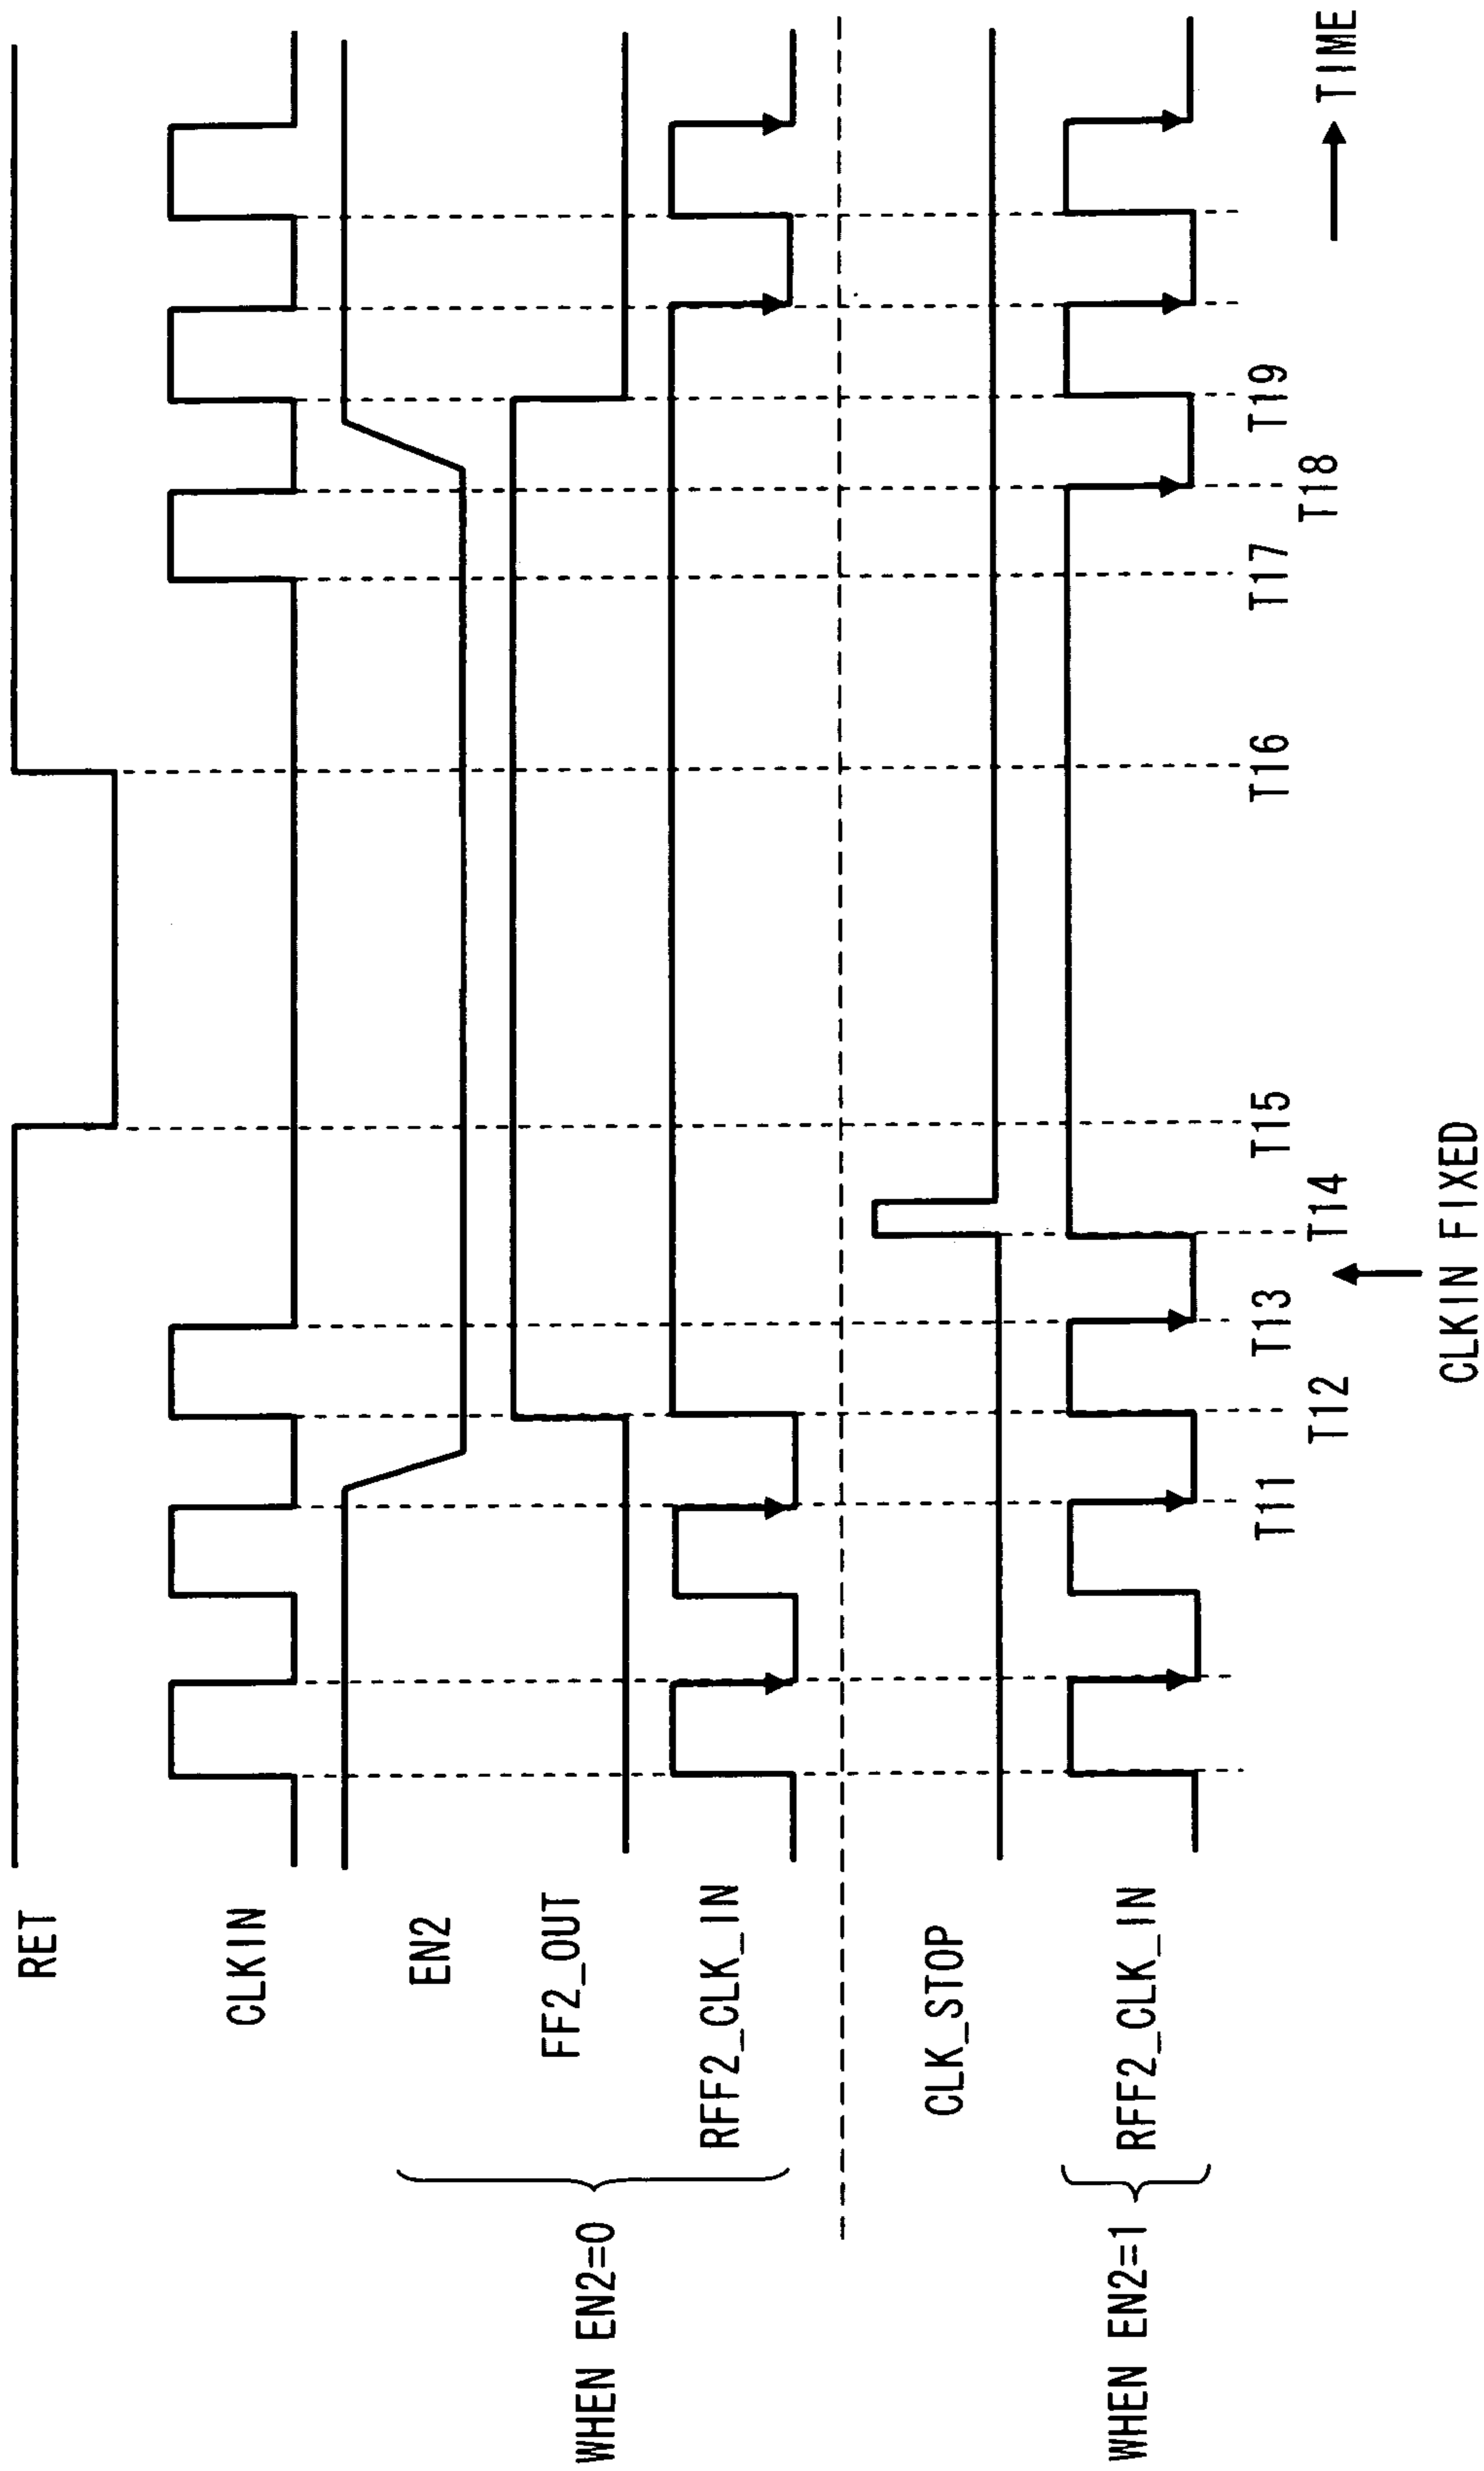 RET
CLKIN
EN2
FF2_OUT
RFF2_CLK_IN
WHEN EN2=0
CLK_STOP
RFF2_CLK_IN
WHEN EN2=1
T11
T12
T13
T14
T15
T16
T17
T18
T19
CLKIN FIXED
TIME